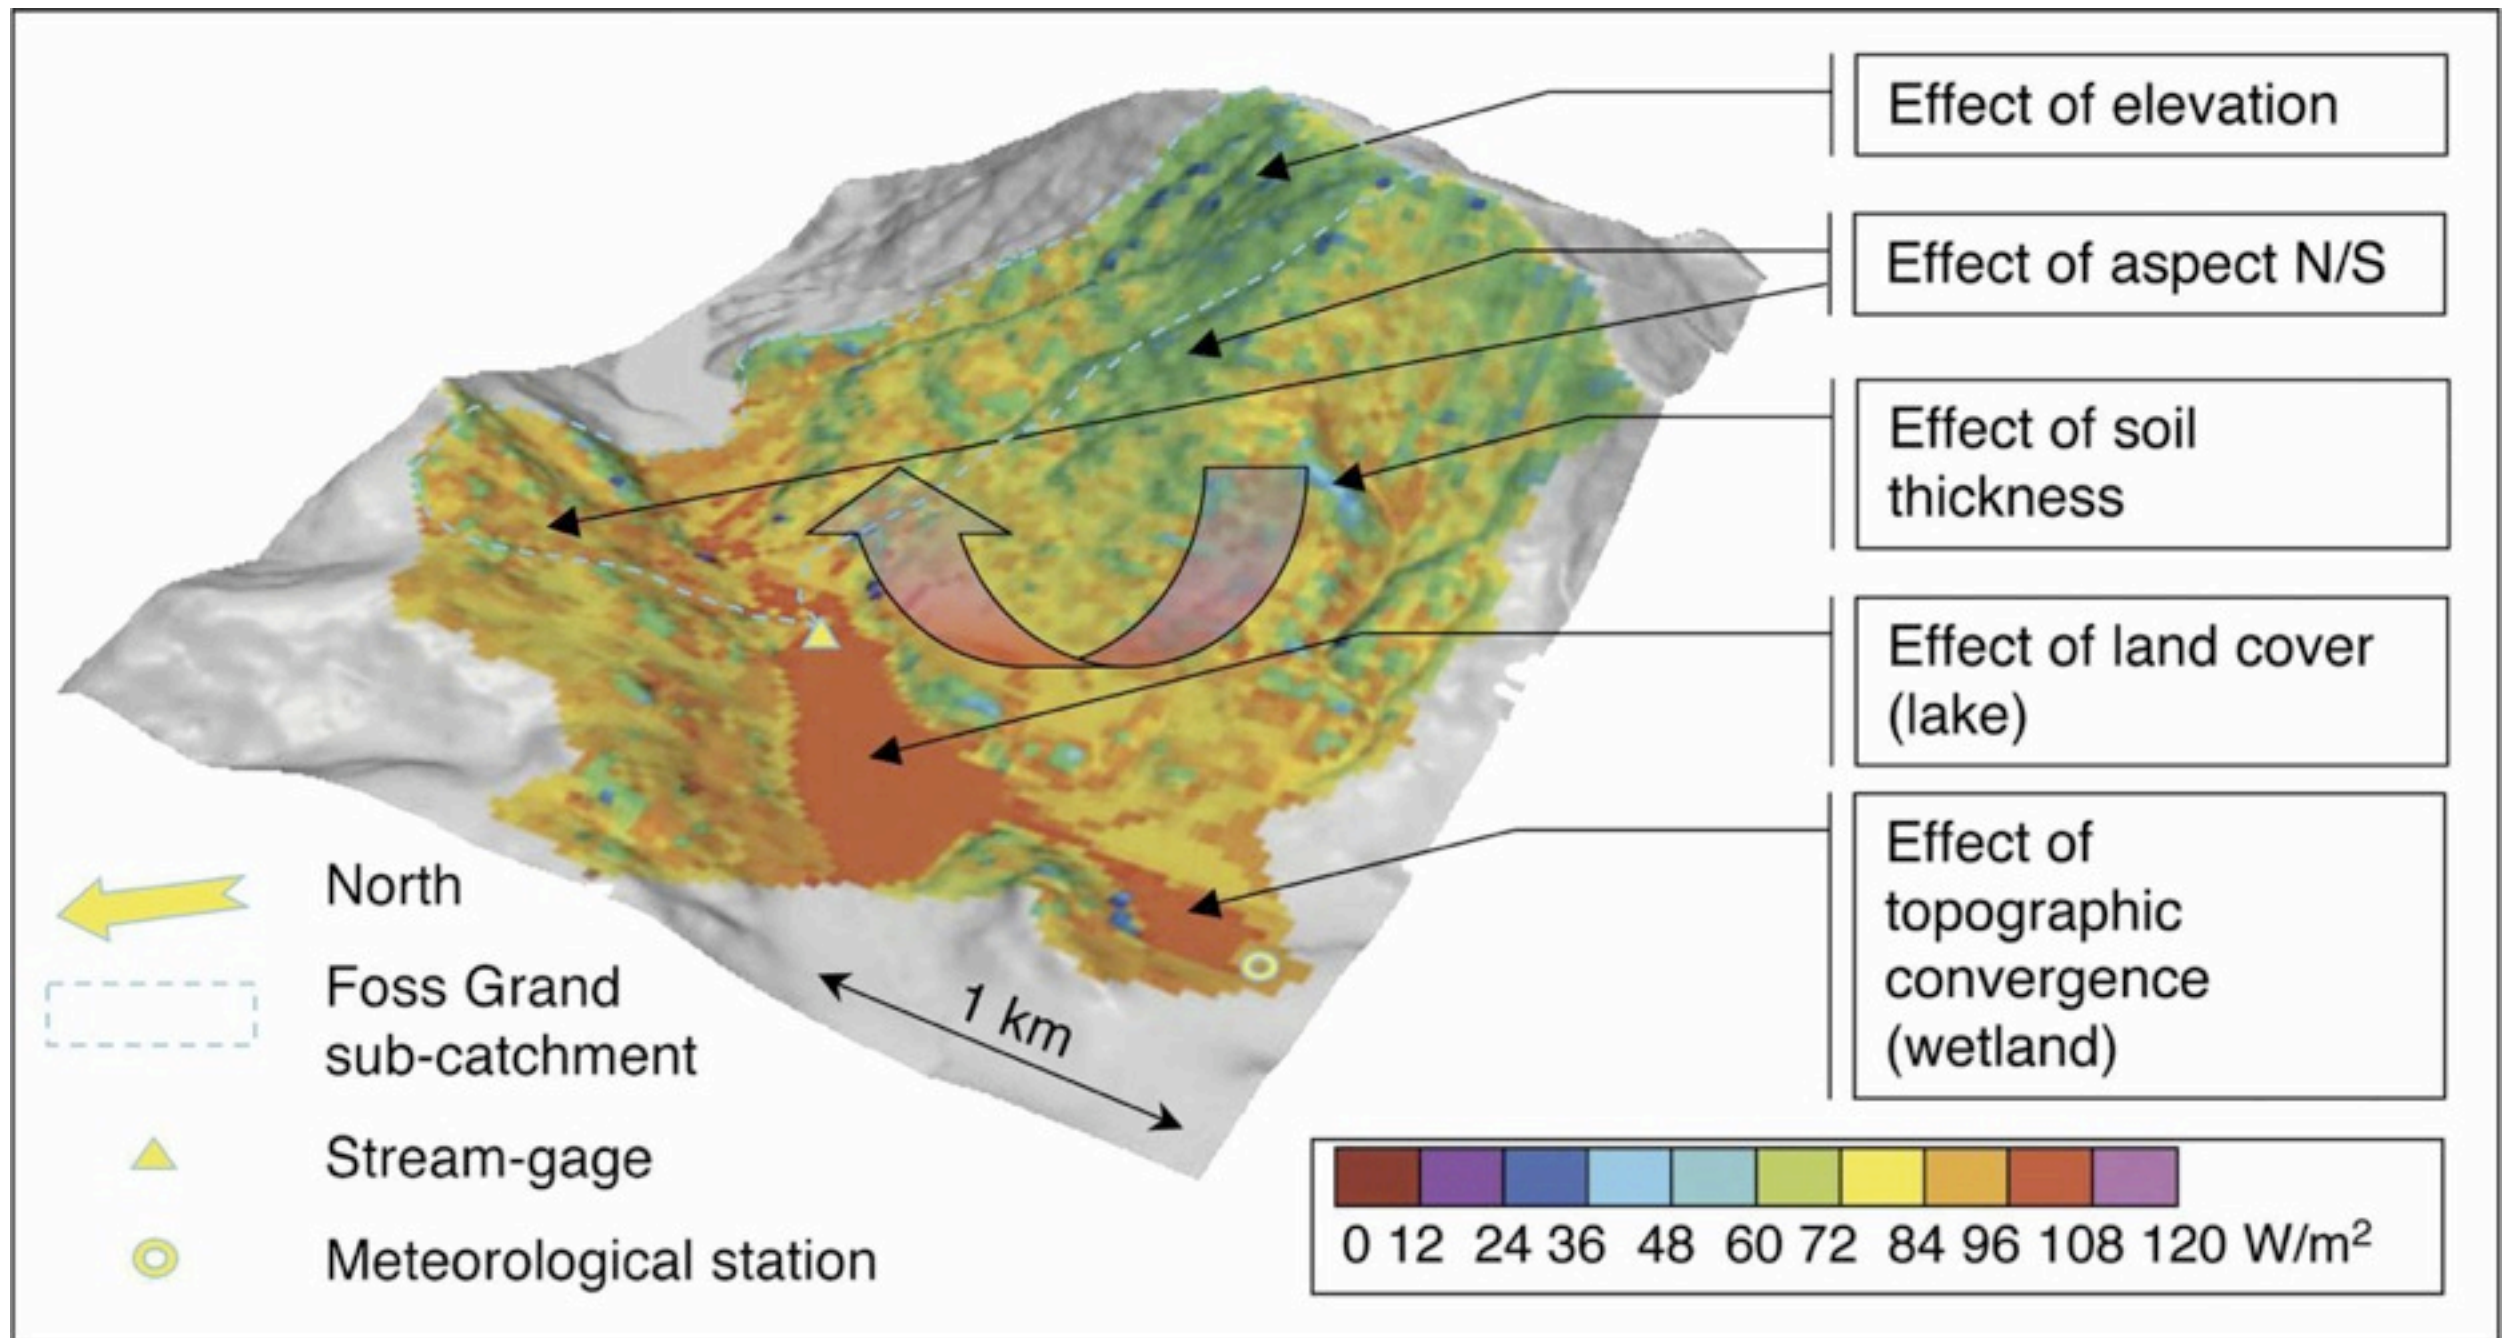 Effect of elevation
Effect of aspect N/S
Effect of soil
thickness
Effect of land cover
(lake)
Effect of
topographic
convergence
(wetland)
North
Foss Grand
sub-catchment
Stream-gage
Meteorological station
1 km
0 12 24 36 48 60 72 84 96 108 120 W/m²